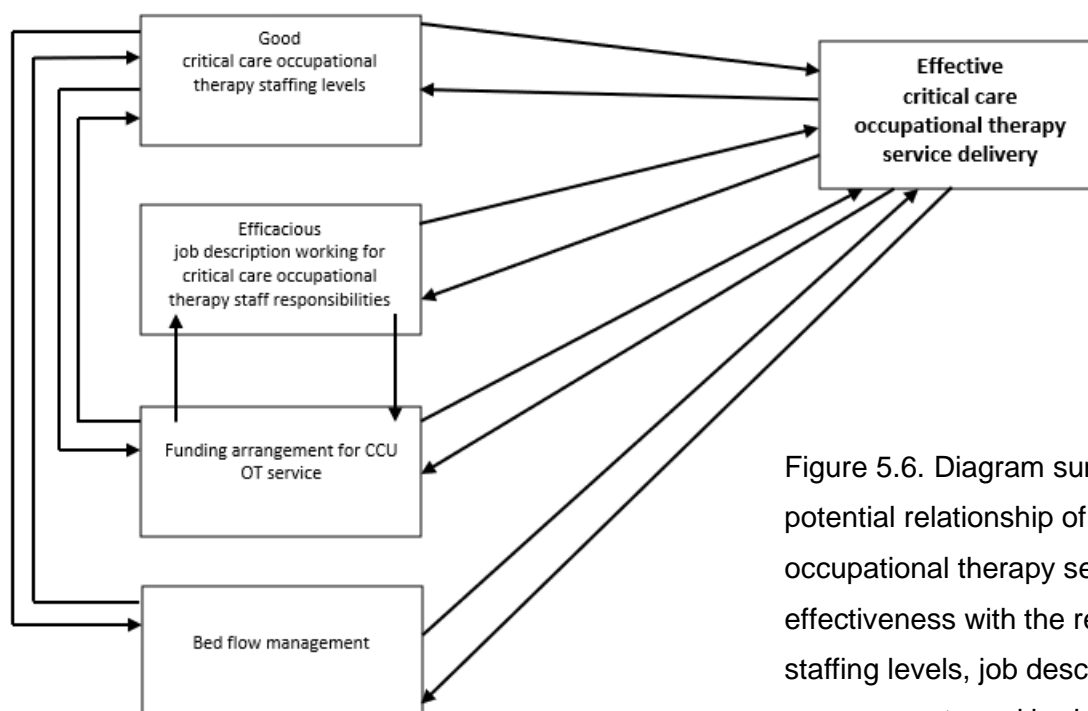 Good
critical care occupational
therapy staffing levels
Effective
critical care
occupational therapy
service delivery
Efficacious
job description working for
critical care occupational
therapy staff responsibilities
Funding arrangement for CCU
OT service
Bed flow management
Figure 5.6. Diagram sur
potential relationship of
occupational therapy se
effectiveness with the re
staffing levels, job desc